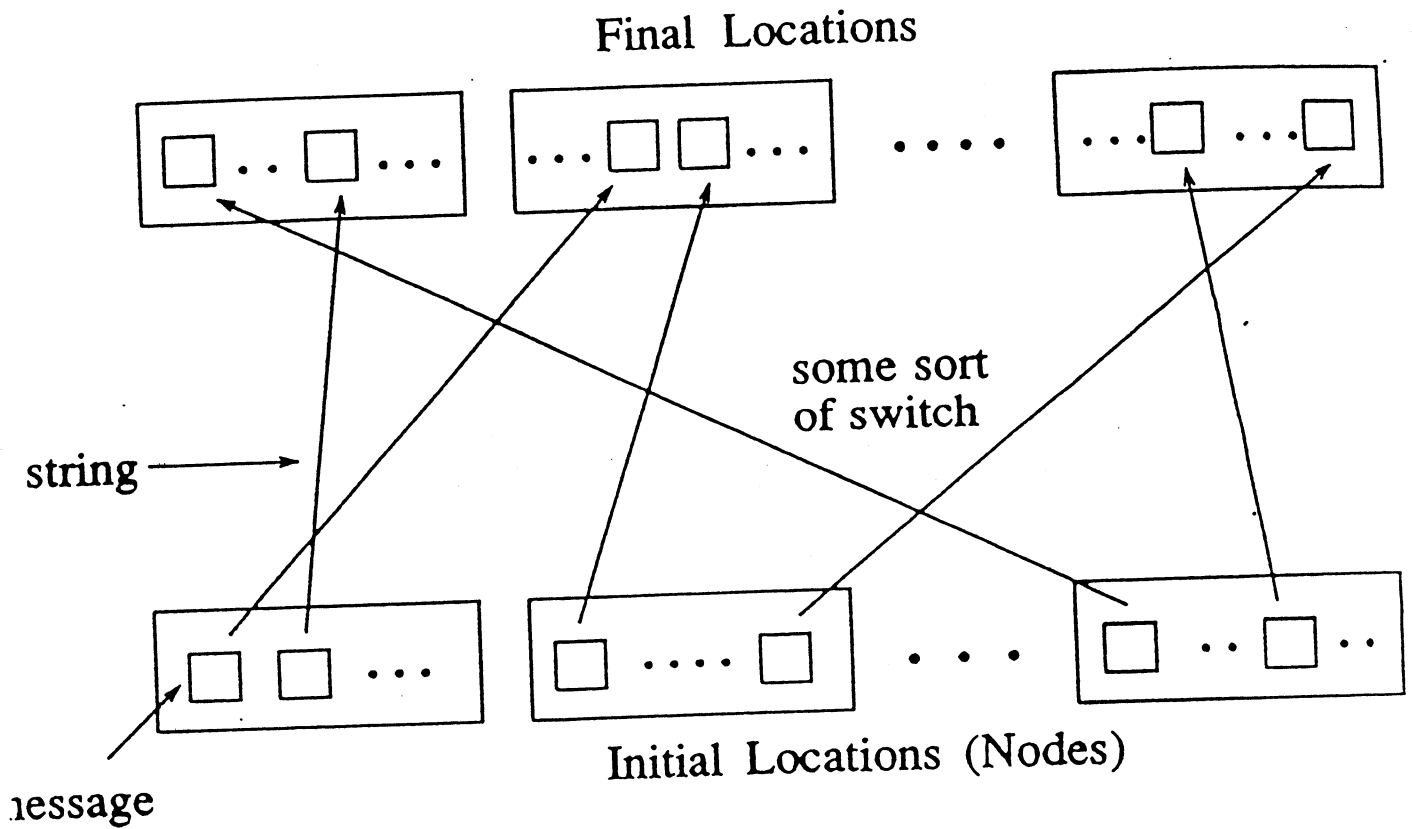 Final Locations
some sort
of switch
string
Initial Locations (Nodes)